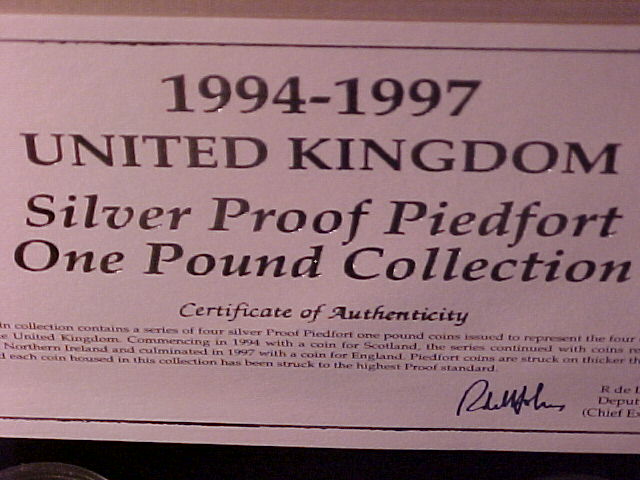 1994-1997
UNITED KINGDOM
Silver Proof Piedfort
One Pound Collection
Certificate of Authenticity
in collection contains a series of four silver Proof Piedfort one pound coins issued to represent the four
United Kingdom. Commencing in 1994 with a coin for Scotland, the series continued with coins re
Northern Ireland and culminated in 1997 with a coin for England. Piedfort coins are struck on thicker th
each coin housed in this collection has been struck to the highest Proof standard.
R de L
Deput
(Chief Ex